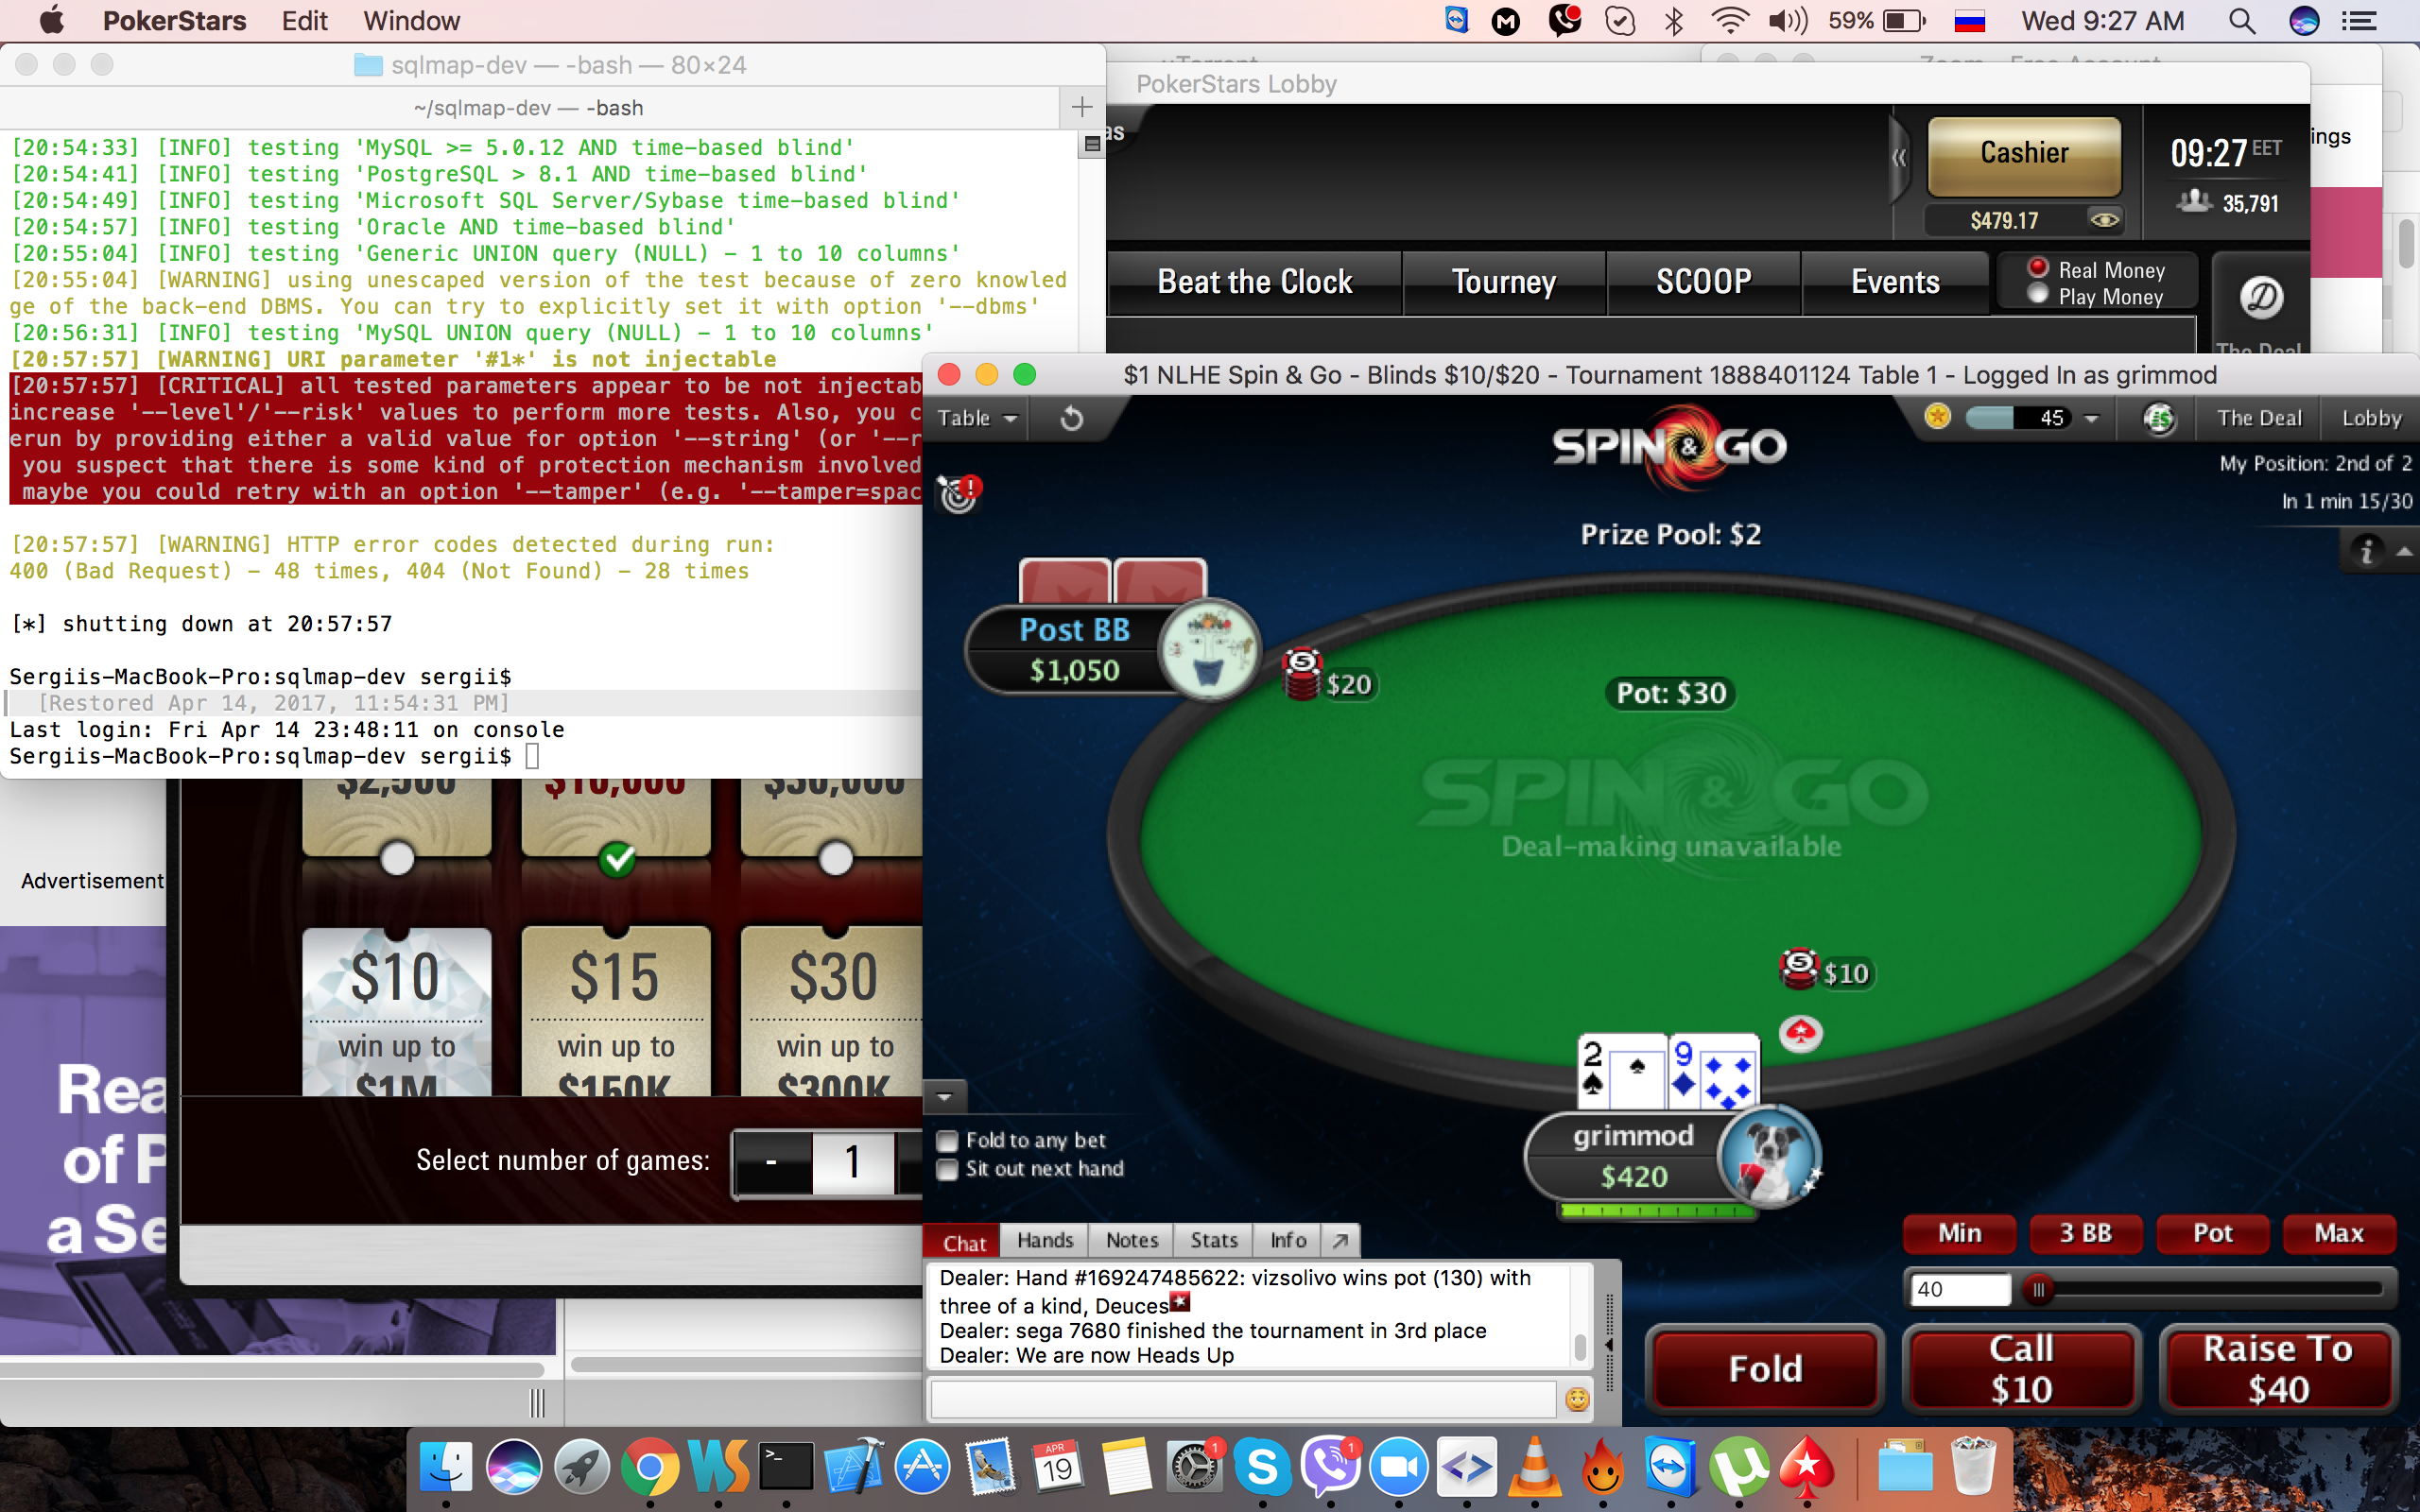 PokerStars Edit Window
59% Wed 9:27 AM
sqlmap-dev — -bash — 80×24
~/sqlmap-dev — -bash
[20:54:33] [INFO] testing 'MySQL >= 5.0.12 AND time-based blind'
[20:54:41] [INFO] testing 'PostgreSQL > 8.1 AND time-based blind'
[20:54:49] [INFO] testing 'Microsoft SQL Server/Sybase time-based blind'
[20:54:57] [INFO] testing 'Oracle AND time-based blind'
[20:55:04] [INFO] testing 'Generic UNION query (NULL) - 1 to 10 columns'
[20:55:04] [WARNING] using unescaped version of the test because of zero knowled
ge of the back-end DBMS. You can try to explicitly set it with option '--dbms'
[20:56:31] [INFO] testing 'MySQL UNION query (NULL) - 1 to 10 columns'
[20:57:57] [WARNING] URI parameter '#1*' is not injectable
[20:57:57] [CRITICAL] all tested parameters appear to be not injectab
increase '--level'/'--risk' values to perform more tests. Also, you c
erun by providing either a valid value for option '--string' (or '--r
you suspect that there is some kind of protection mechanism involved
maybe you could retry with an option '--tamper' (e.g. '--tamper=spac
[20:57:57] [WARNING] HTTP error codes detected during run:
400 (Bad Request) - 48 times, 404 (Not Found) - 28 times
[*] shutting down at 20:57:57
Sergiis-MacBook-Pro:sqlmap-dev sergii$
[Restored Apr 14, 2017, 11:54:31 PM]
Last login: Fri Apr 14 23:48:11 on console
Sergiis-MacBook-Pro:sqlmap-dev sergii$
PokerStars Lobby
as
ings
Cashier
$479.17
09:27 EET
35,791
Beat the Clock
Tourney
SCOOP
Events
Real Money
Play Money
The Deal
$1 NLHE Spin & Go - Blinds $10/$20 - Tournament 1888401124 Table 1 - Logged In as grimmod
Table
45
The Deal
Lobby
SPIN & GO
My Position: 2nd of 2
In 1 min 15/30
Prize Pool: $2
Post BB
$1,050
$20
Pot: $30
SPIN & GO
Deal-making unavailable
$10
2 9
grimmod
$420
Fold to any bet
Sit out next hand
Chat Hands Notes Stats Info
Dealer: Hand #169247485622: vizsolivo wins pot (130) with
three of a kind, Deuces
Dealer: sega 7680 finished the tournament in 3rd place
Dealer: We are now Heads Up
Min 3 BB Pot Max
40
Fold
Call
$10
Raise To
$40
Advertisement
Rea
of P
a Se
$2,500 $10,000 $30,000
$10 $15 $30
win up to win up to win up to
$1M $150K $300K
Select number of games: - 1
APR
19
1
1